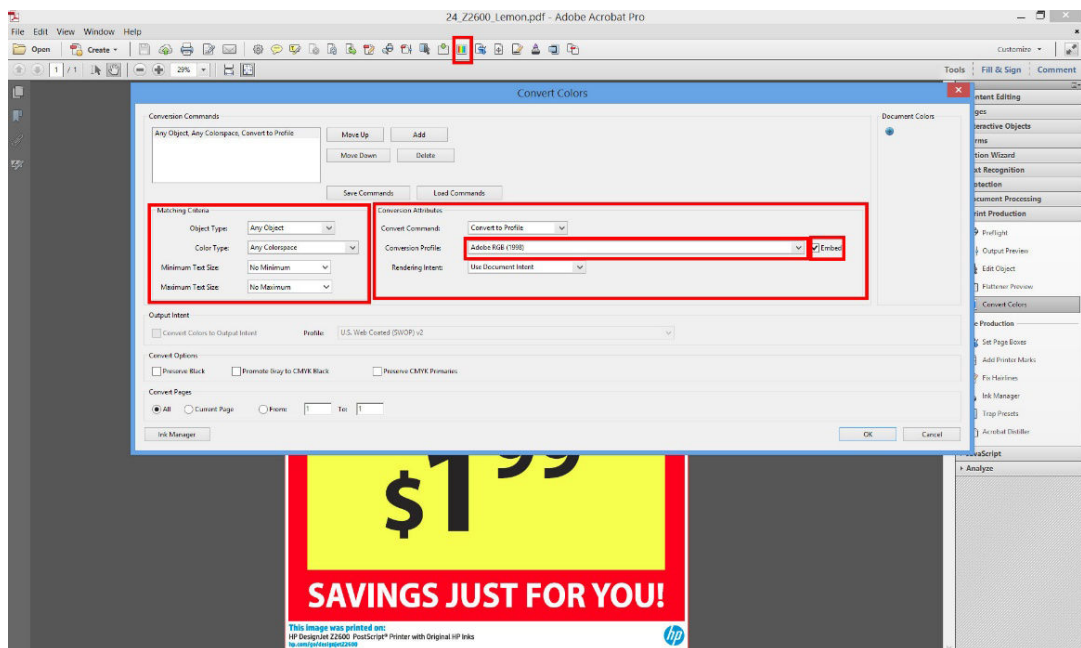 24_Z2600_Lemon.pdf - Adobe Acrobat Pro
File Edit View Window Help
Open Create Customize
1 / 1 29% Tools Fill & Sign Comment
Convert Colors
Conversion Commands Document Colors
Any Object, Any Colorspace, Convert to Profile Move Up Add
Move Down Delete
Save Commands Load Commands
Matching Criteria Conversion Attributes
Object Type: Any Object Convert Command: Convert to Profile
Color Type: Any Colorspace Conversion Profile: Adobe RGB (1998) Embed
Minimum Text Size: No Minimum Rendering Intent: Use Document Intent
Maximum Text Size: No Maximum
Output Intent
Convert Colors to Output Intent Profile: U.S. Web Coated (SWOP) v2
Convert Options
Preserve Black Promote Gray to CMYK Black Preserve CMYK Primaries
Convert Pages
All Current Page From: 1 To: 1
Ink Manager OK Cancel
ntent Editing
ges
teractive Objects
rms
tion Wizard
xt Recognition
otection
cument Processing
rint Production
Preflight
Output Preview
Edit Object
Flattener Preview
Convert Colors
e Production
Set Page Boxes
Add Printer Marks
Fix Hairlines
Ink Manager
Trap Presets
Acrobat Distiller
JavaScript
Analyze
$1 99
SAVINGS JUST FOR YOU!
This image was printed on:
HP DesignJet Z2600 PostScript® Printer with Original HP Inks
hp.com/go/designjetZ2600
hp